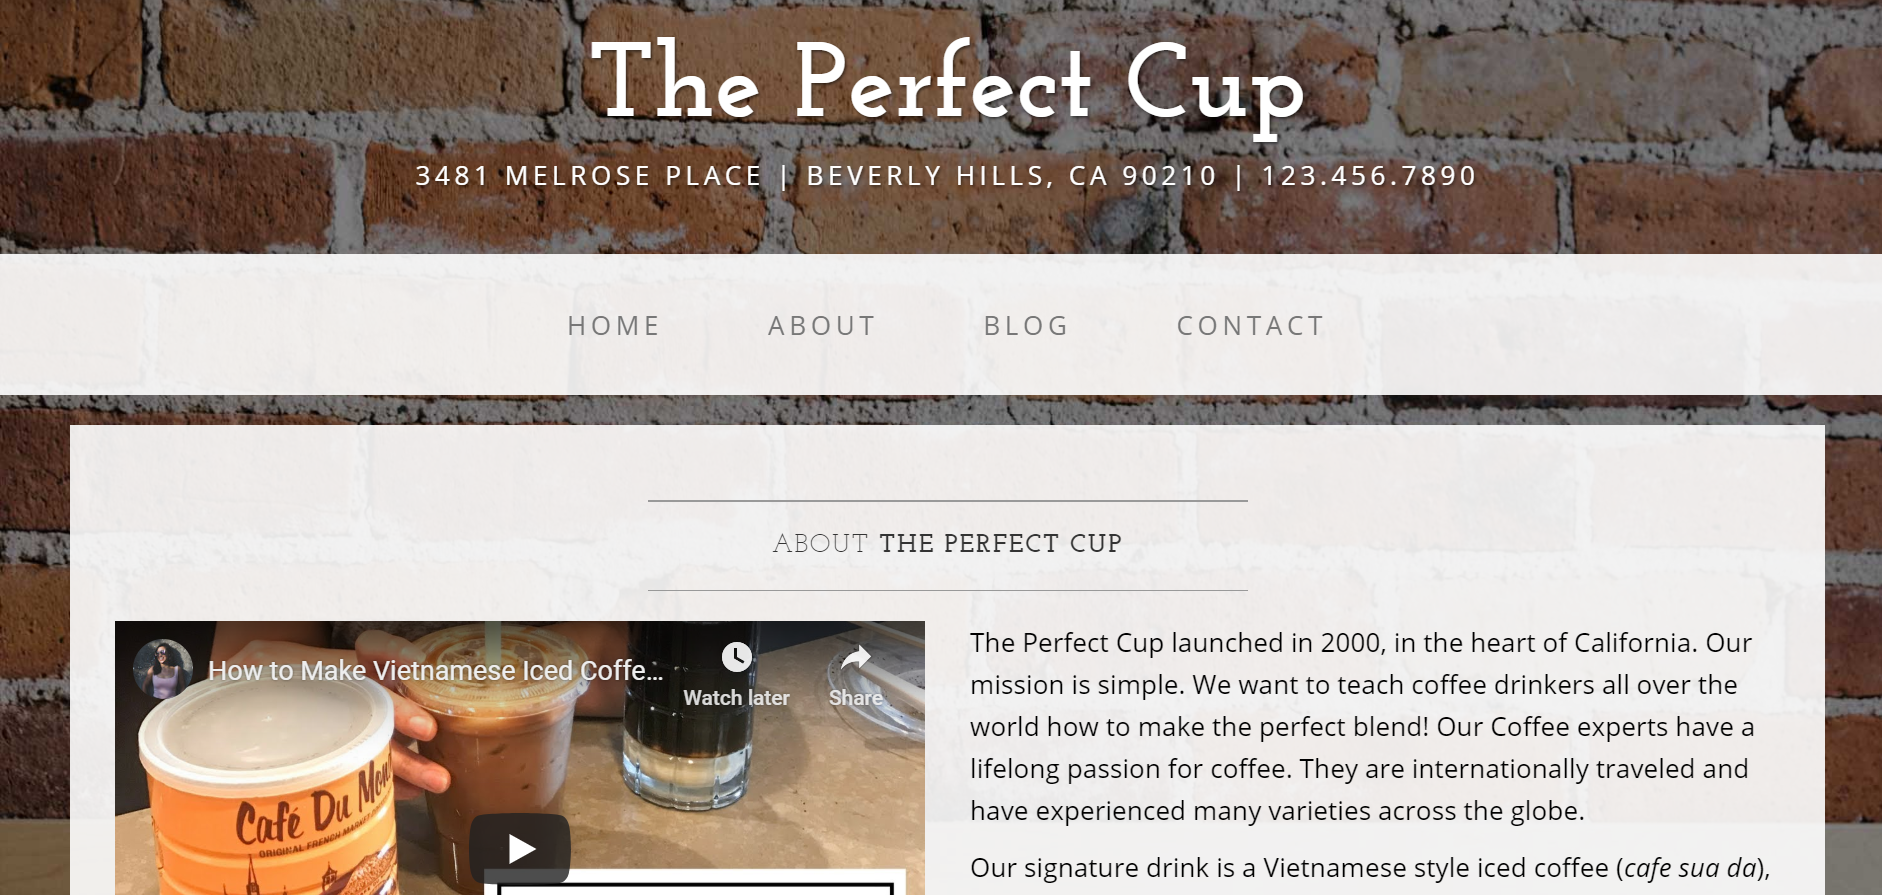 The Perfect Cup
3481 MELROSE PLACE | BEVERLY HILLS, CA 90210 | 123.456.7890
HOME ABOUT BLOG CONTACT
ABOUT THE PERFECT CUP
How to Make Vietnamese Iced Coffe...
Watch later Share
Café Du Mon
ORIGINAL FRENCH MARKET
The Perfect Cup launched in 2000, in the heart of California. Our
mission is simple. We want to teach coffee drinkers all over the
world how to make the perfect blend! Our Coffee experts have a
lifelong passion for coffee. They are internationally traveled and
have experienced many varieties across the globe.
Our signature drink is a Vietnamese style iced coffee (cafe sua da),